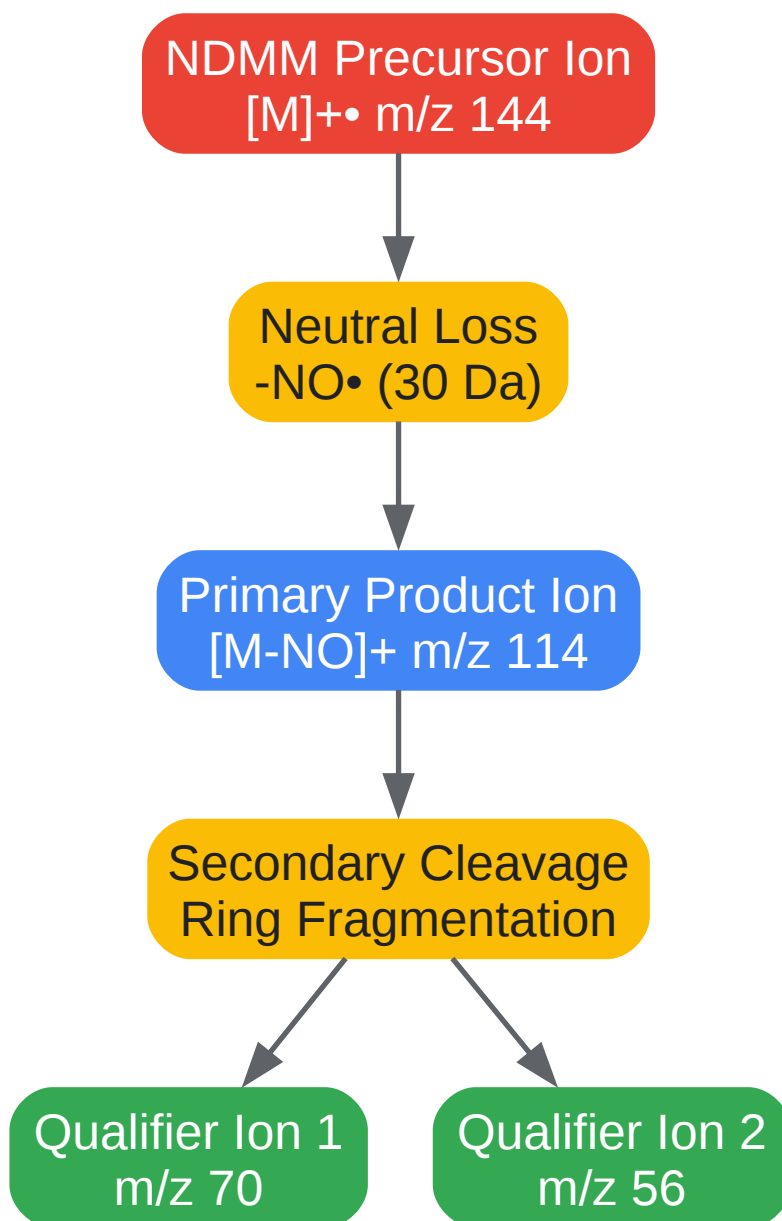 NDMM Precursor Ion
[M]+• m/z 144
Neutral Loss
-NO• (30 Da)
Primary Product Ion
[M-NO]+ m/z 114
Secondary Cleavage
Ring Fragmentation
Qualifier Ion 1
m/z 70
Qualifier Ion 2
m/z 56